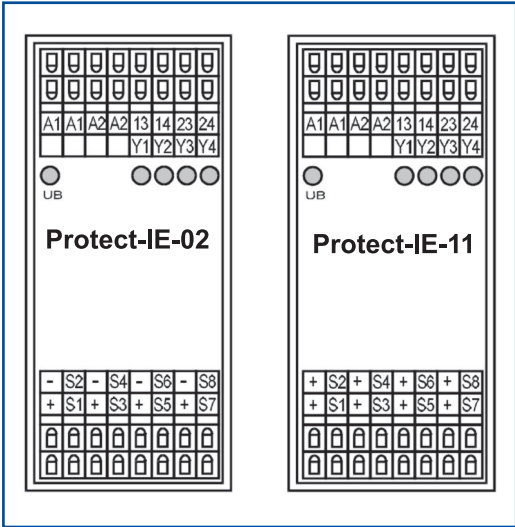 A1 A1 A2 A2 13 14 23 24
Y1 Y2 Y3 Y4
UB
Protect-IE-02
- S2 - S4 - S6 - S8
+ S1 + S3 + S5 + S7
A1 A1 A2 A2 13 14 23 24
Y1 Y2 Y3 Y4
UB
Protect-IE-11
+ S2 + S4 + S6 + S8
+ S1 + S3 + S5 + S7